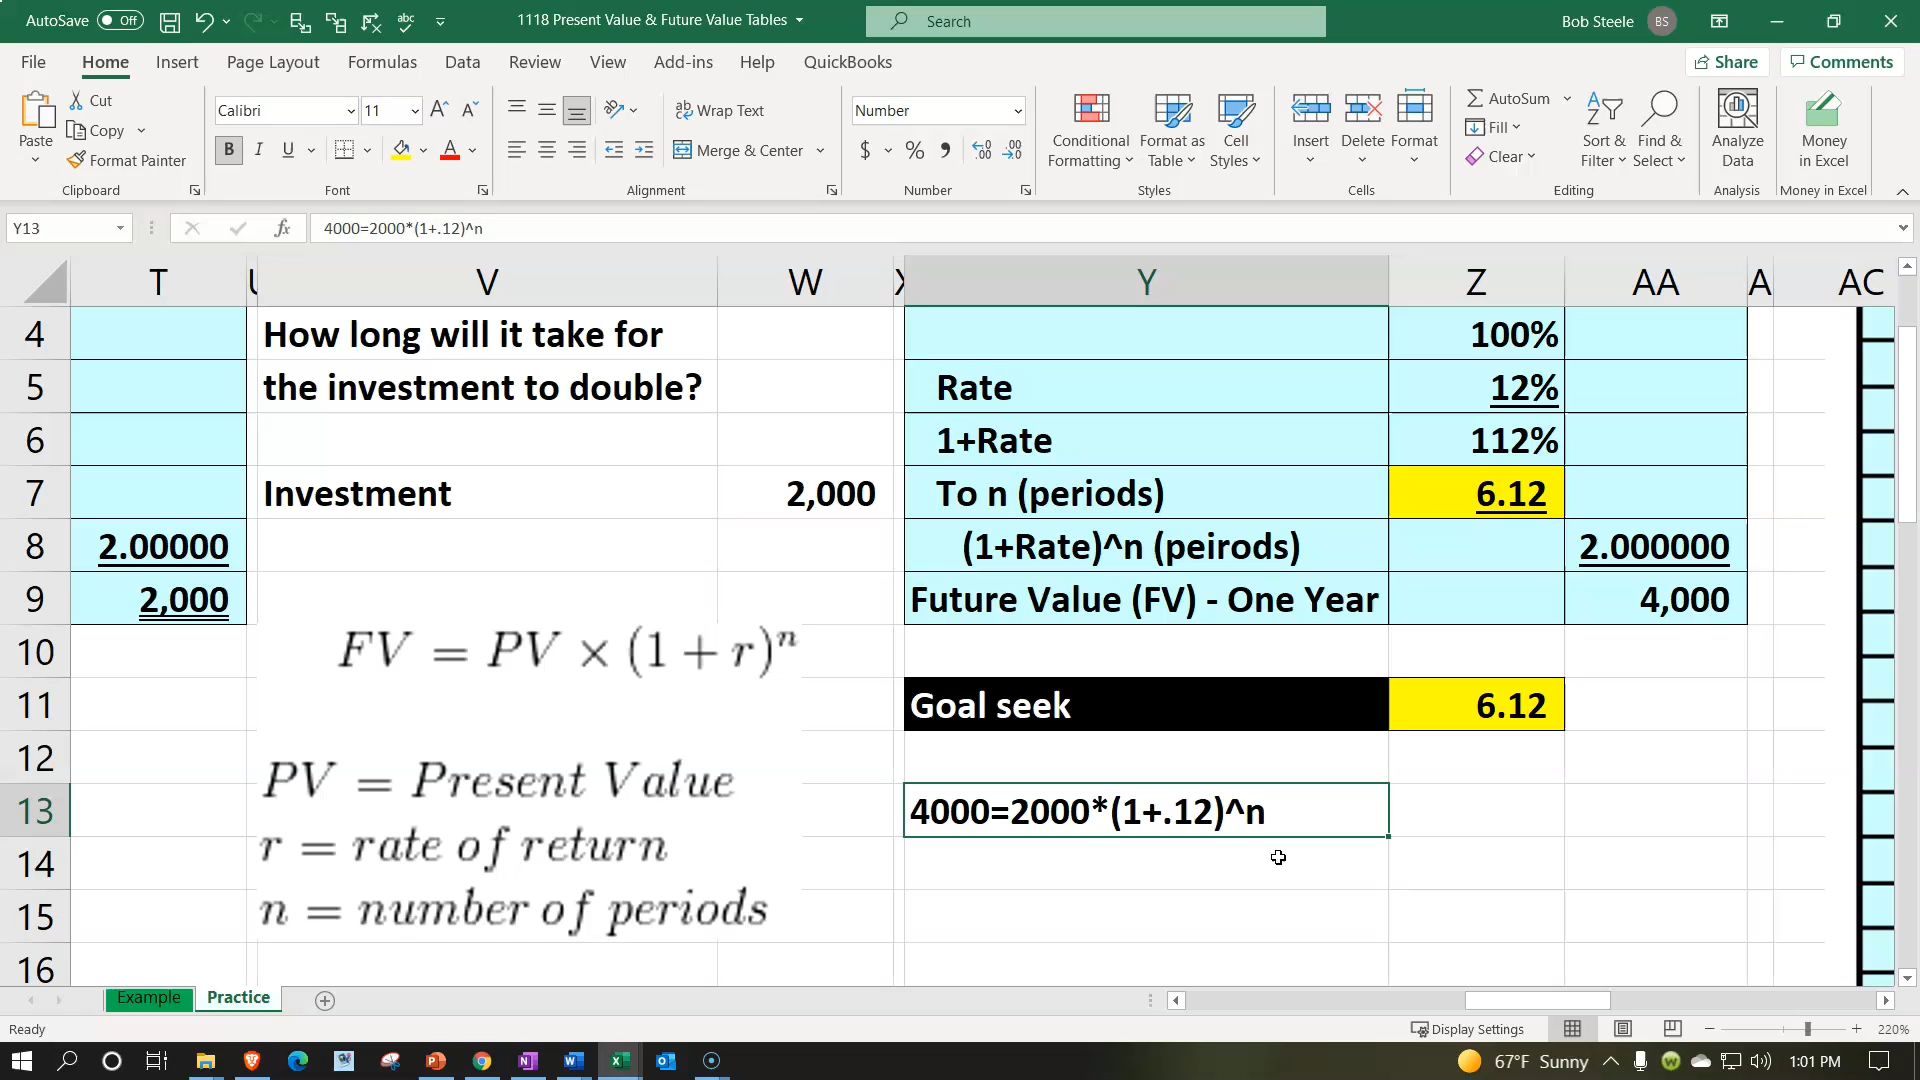 AutoSave Off 1118 Present Value & Future Value Tables Search Bob Steele BS
File Home Insert Page Layout Formulas Data Review View Add-ins Help QuickBooks Share Comments
Paste Cut Copy Format Painter Clipboard
Calibri 11 A^ A B I U A Font
ab Wrap Text Merge & Center Alignment
Number $ % 9 Number
Conditional Formatting Format as Table Cell Styles Styles
Insert Delete Format Cells
AutoSum Fill Clear Sort & Filter Find & Select Editing
Analyze Data Analysis
Money in Excel Money in Excel
Y13 fx 4000=2000*(1+.12)^n
T U V W X Y Z AA A AC
4 How long will it take for 100%
5 the investment to double? Rate 12%
6 1+Rate 112%
7 Investment 2,000 To n (periods) 6.12
8 2.00000 (1+Rate)^n (peirods) 2.000000
9 2,000 Future Value (FV) - One Year 4,000
10 FV = PV × (1 + r)^n
11 Goal seek 6.12
12 PV = Present Value
13 4000=2000*(1+.12)^n
14 r = rate of return
15 n = number of periods
16
Example Practice
Ready Display Settings 220%
67°F Sunny 1:01 PM